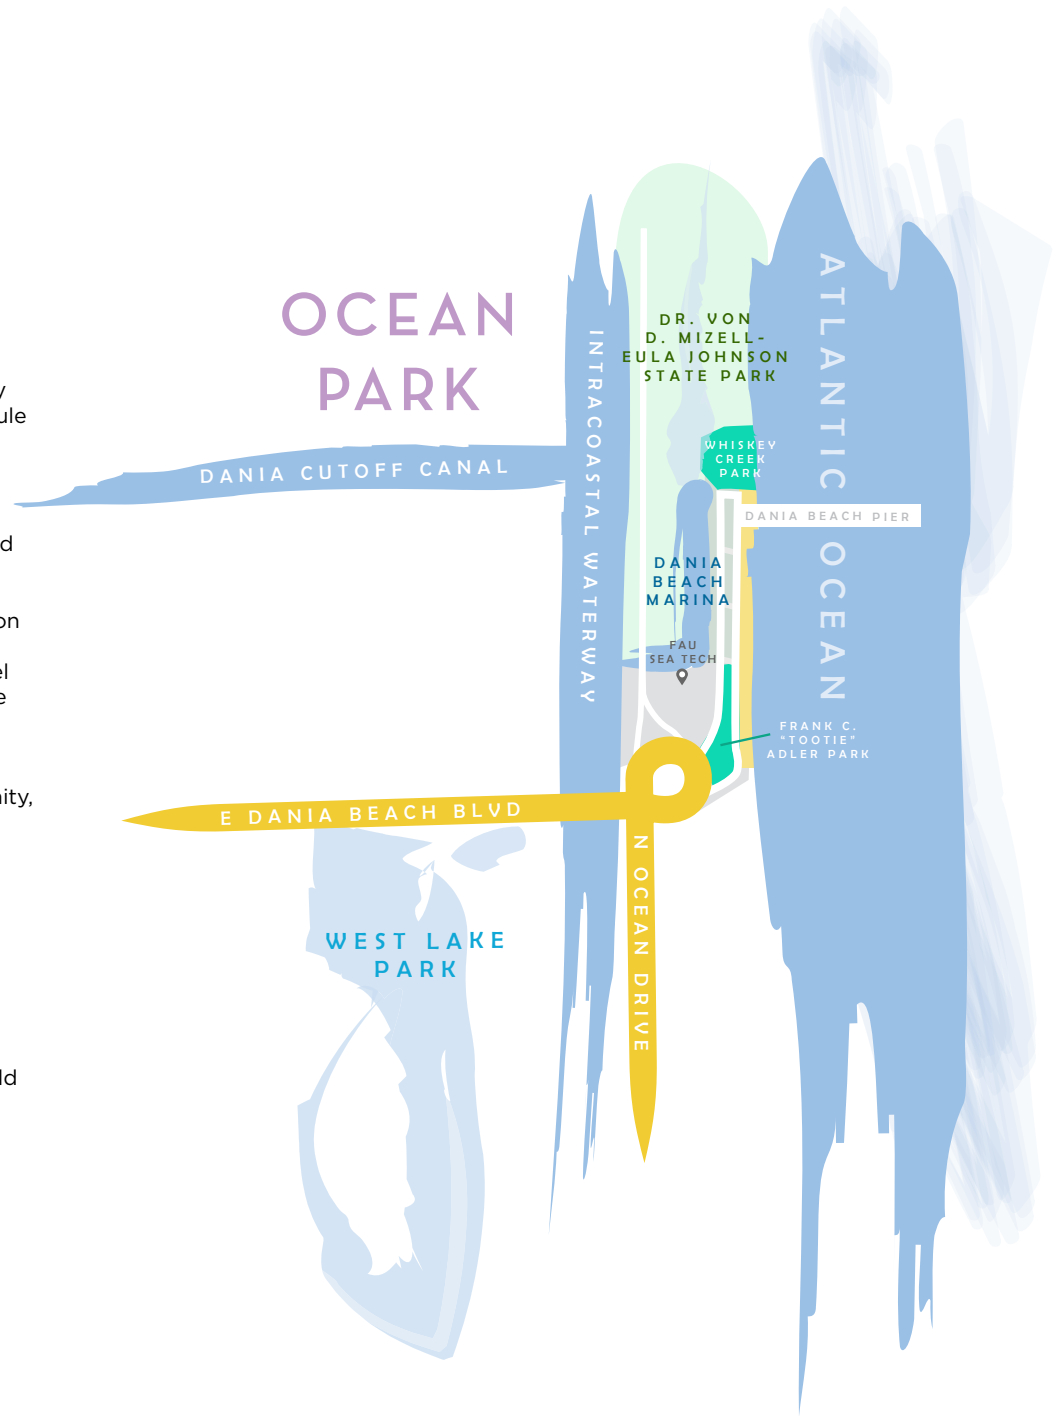 OCEAN
PARK
ule
DANIA CUTOFF CANAL
INTRACOASTAL WATERWAY
DR. VON
D. MIZELL-
EULA JOHNSON
STATE PARK
ATLANTIC OCEAN
WHISKEY
CREEK
PARK
DANIA BEACH PIER
DANIA
BEACH
MARINA
FAU
SEA TECH
FRANK C.
"TOOTIE"
ADLER PARK
E DANIA BEACH BLVD
N OCEAN DRIVE
WEST LAKE
PARK
y
d
on
el
e
ity,
ld